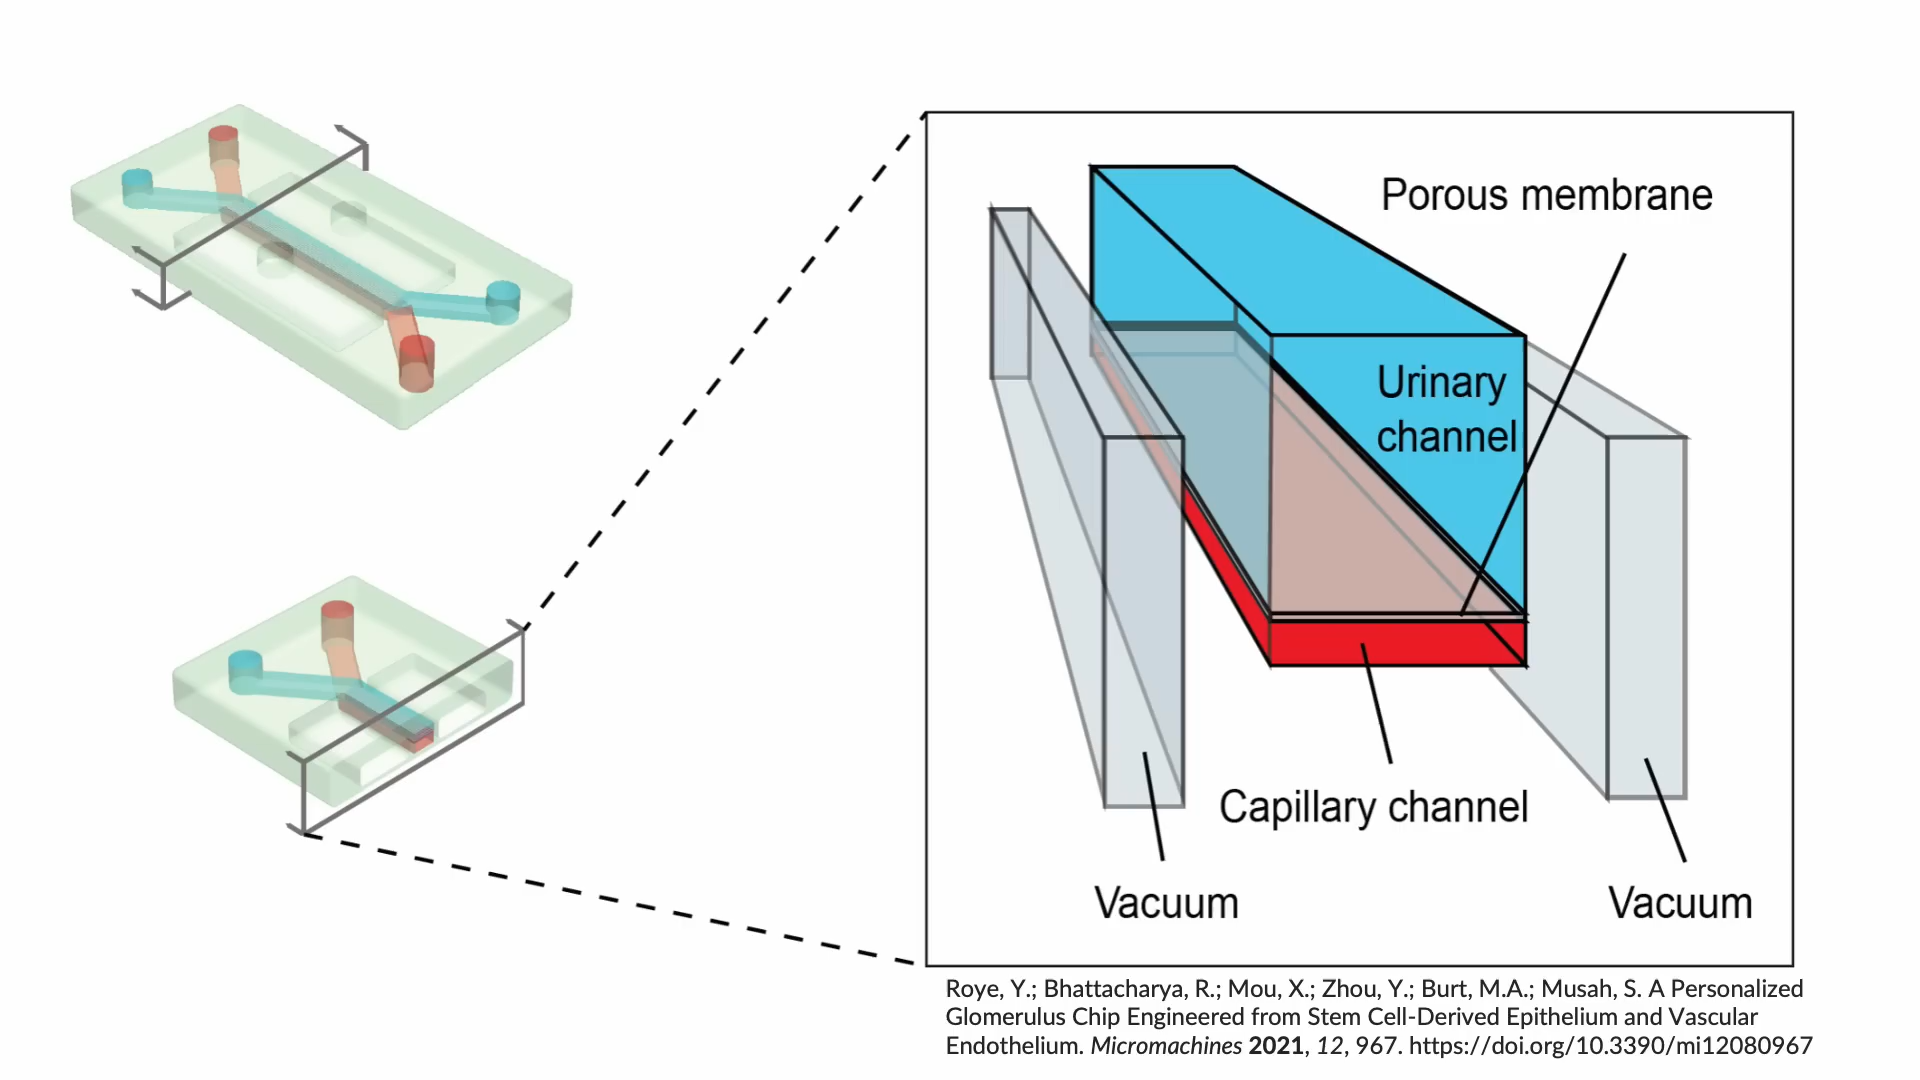 Porous membrane
Urinary
channel
Capillary channel
Vacuum
Vacuum
Roye, Y.; Bhattacharya, R.; Mou, X.; Zhou, Y.; Burt, M.A.; Musah, S. A Personalized
Glomerulus Chip Engineered from Stem Cell-Derived Epithelium and Vascular
Endothelium. Micromachines 2021, 12, 967. https://doi.org/10.3390/mi12080967